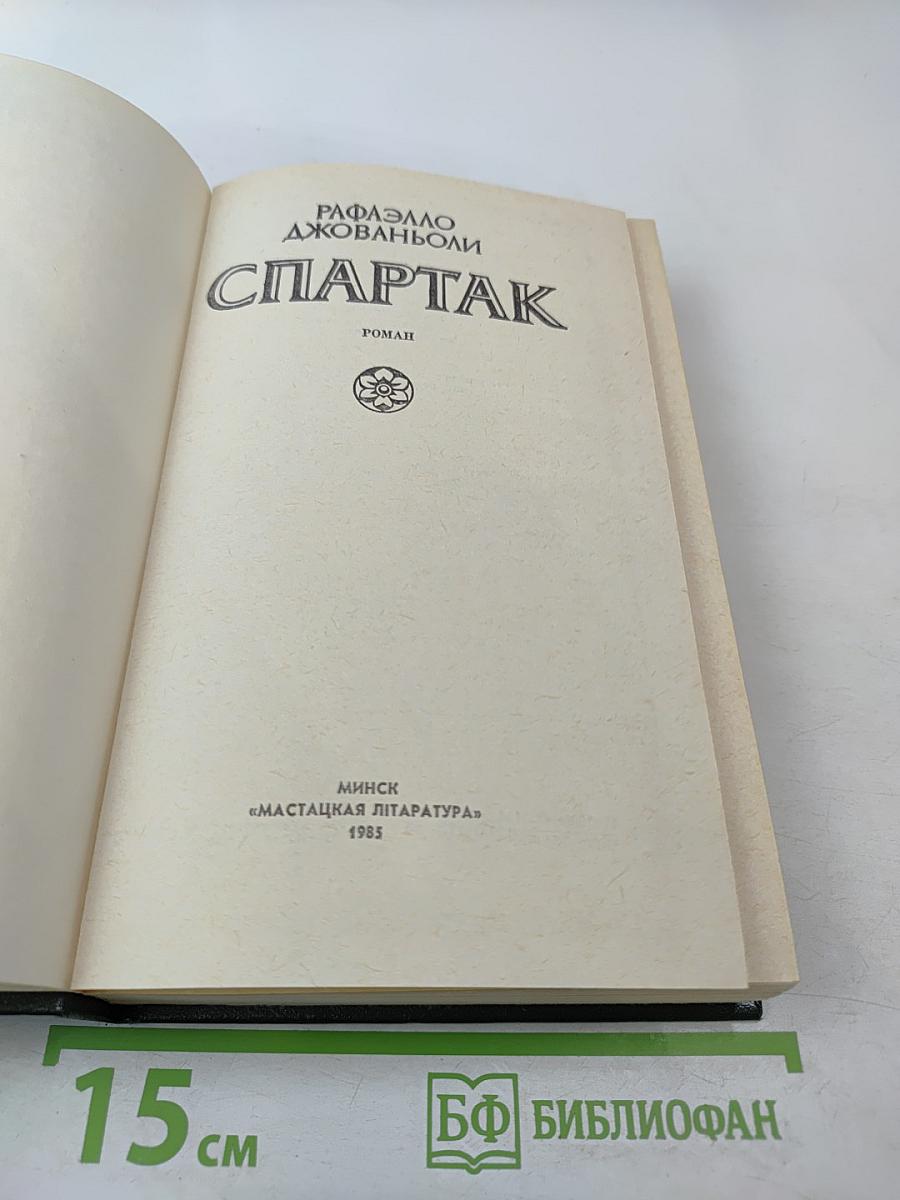 РАФАЭЛЛО
ДЖОВАНЬОЛИ
СПАРТАК
РОМАН
МИНСК
«МАСТАЦКАЯ ЛІТАРАТУРА»
1985
15 см
БФ БИБЛИОФАН